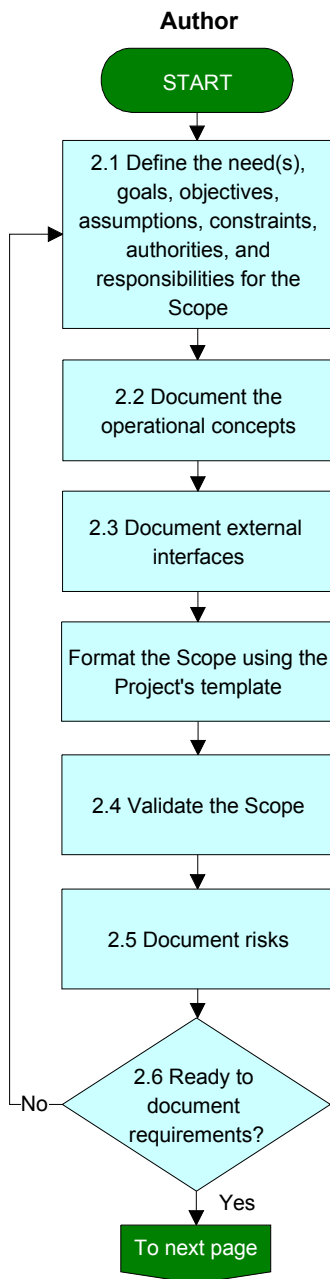 Author
START
2.1 Define the need(s),
goals, objectives,
assumptions, constraints,
authorities, and
responsibilities for the
Scope
2.2 Document the
operational concepts
2.3 Document external
interfaces
Format the Scope using the
Project's template
2.4 Validate the Scope
2.5 Document risks
2.6 Ready to
document
requirements?
No
Yes
To next page